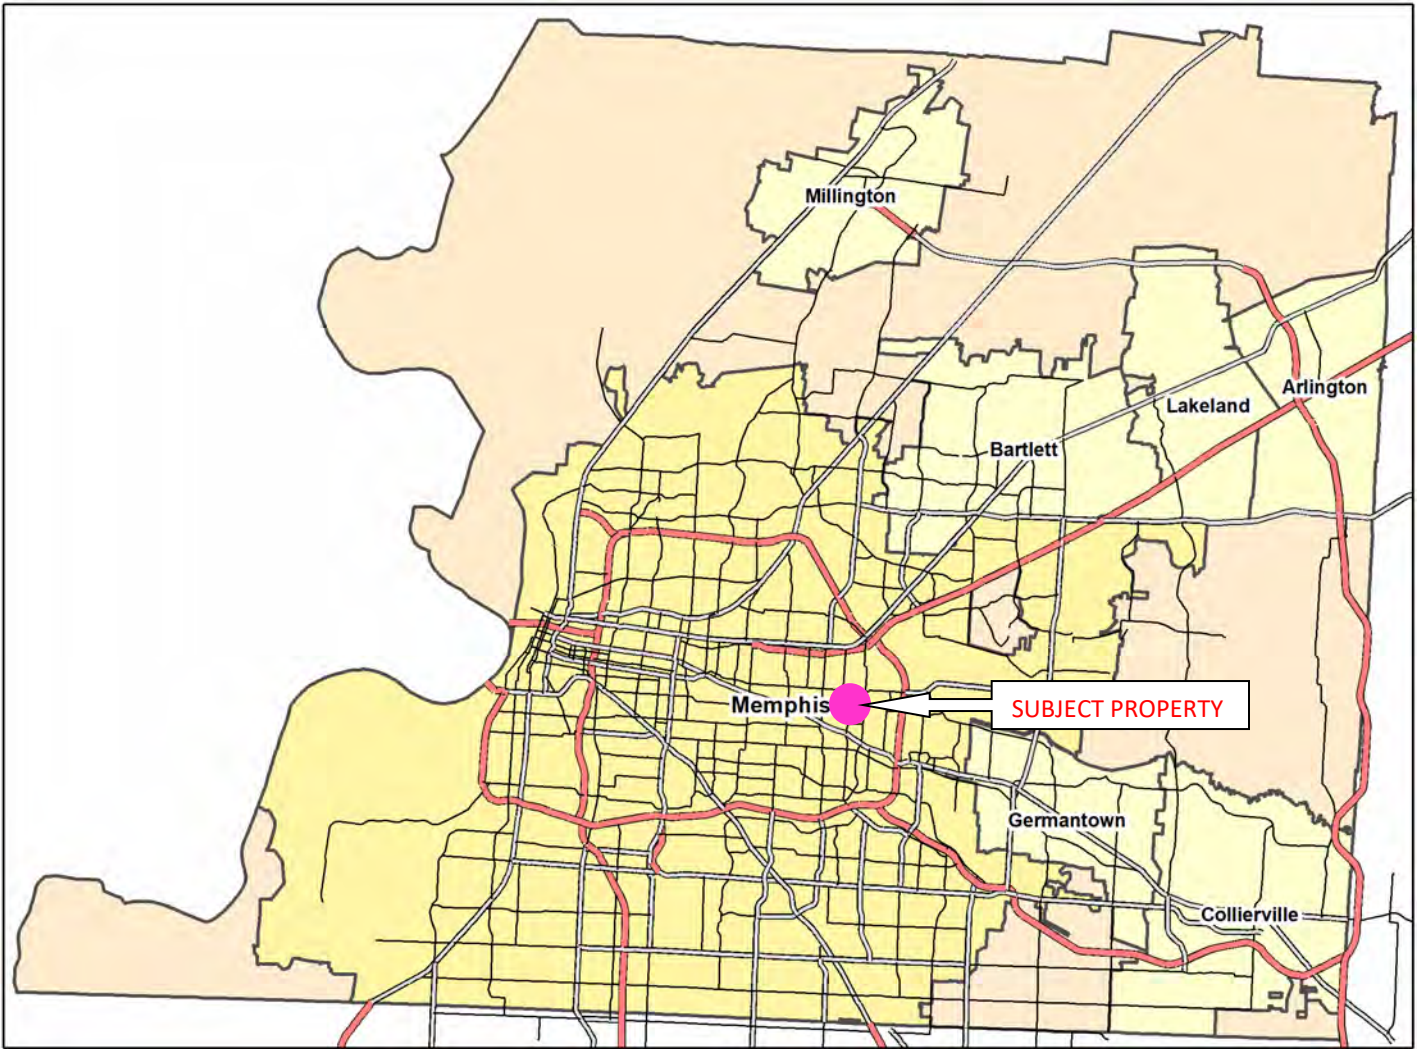 Millington
Arlington
Lakeland
Bartlett
Memphis
SUBJECT PROPERTY
Germantown
Collierville